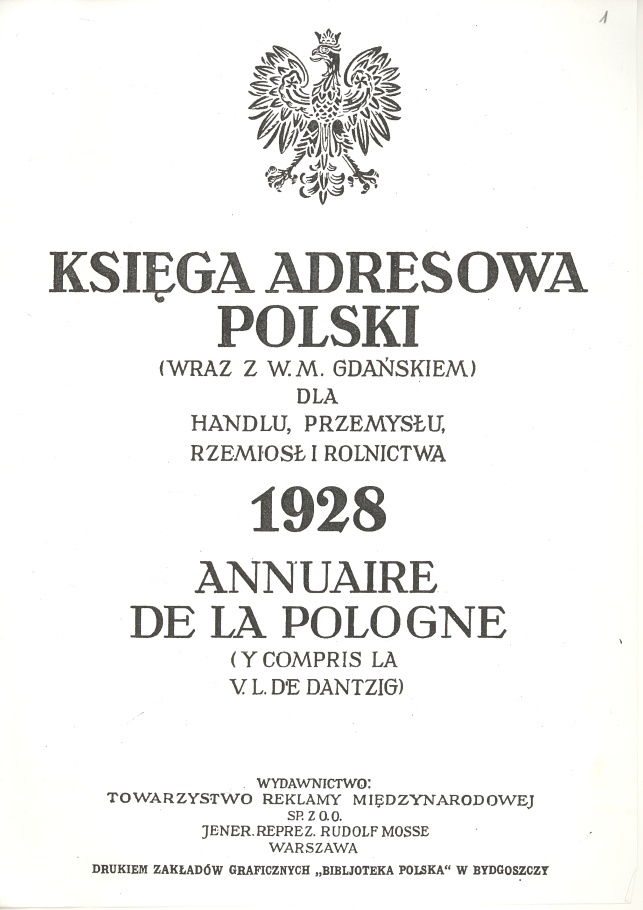 1
KSIĘGA ADRESOWA
POLSKI
(WRAZ Z W. M. GDAŃSKIEM)
DLA
HANDLU, PRZEMYSŁU,
RZEMIOSŁ I ROLNICTWA
1928
ANNUAIRE
DE LA POLOGNE
(Y COMPRIS LA
V. L. DE DANTZIG)
WYDAWNICTWO:
TOWARZYSTWO REKLAMY MIĘDZYNARODOWEJ
SP. Z O.O.
JENER. REPREZ. RUDOLF MOSSE
WARSZAWA
DRUKIEM ZAKŁADÓW GRAFICZNYCH „BIBLJOTEKA POLSKA“ W BYDGOSZCZY